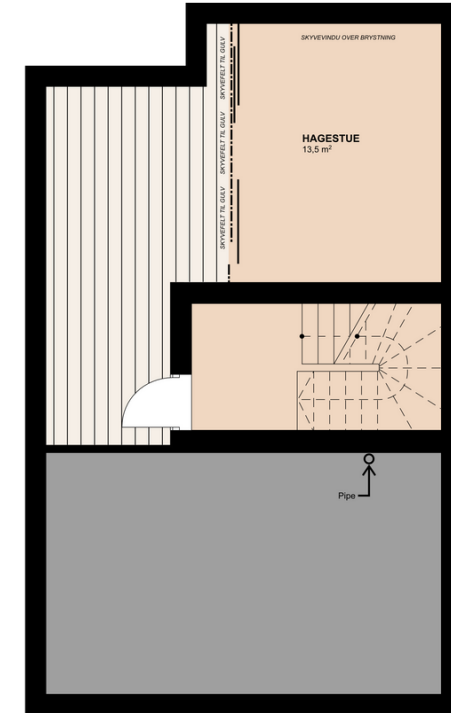 SKYVEVINDU OVER BRYSTNING
SKYVEFELT TIL GULV
SKYVEFELT TIL GULV
SKYVEFELT TIL GULV
HAGESTUE
13,5 m²
Pipe